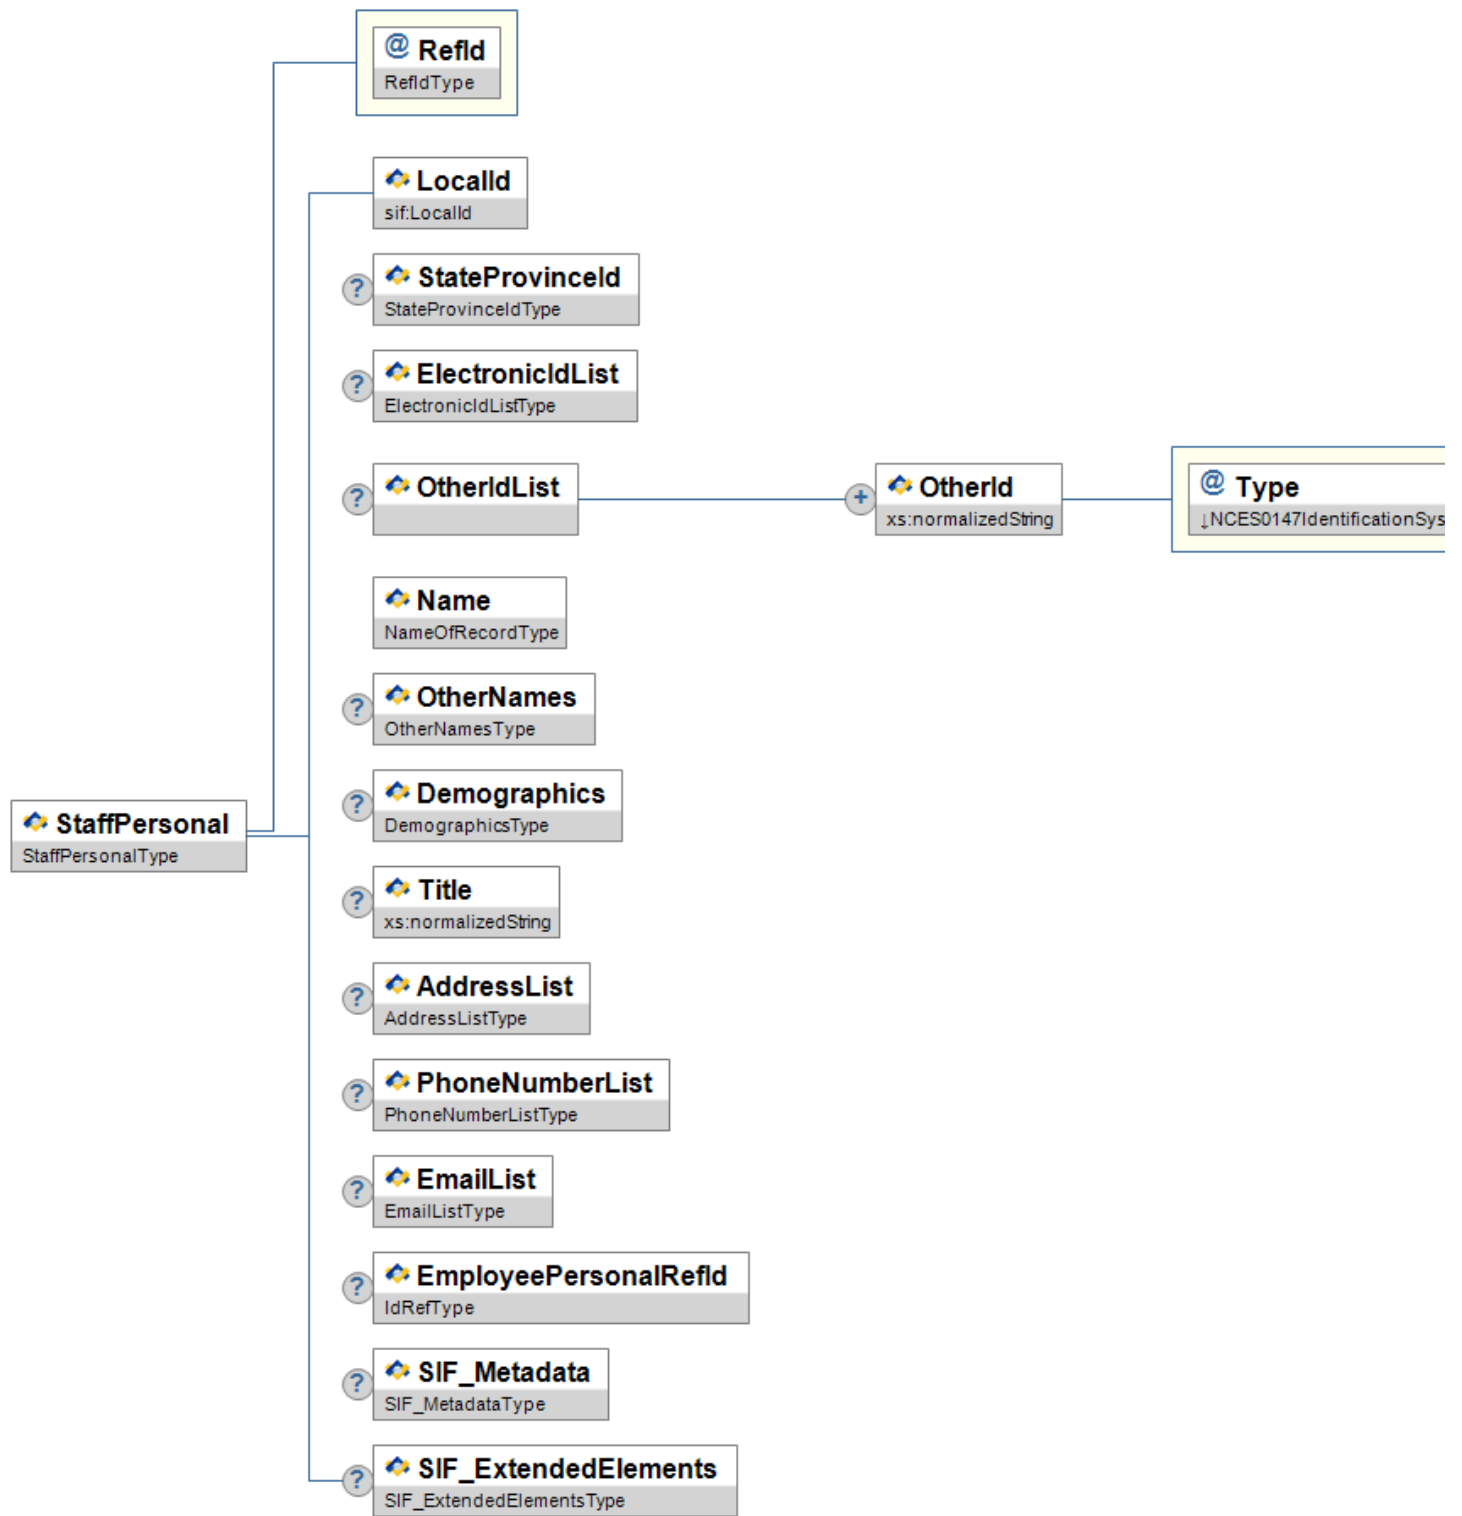 @ RefId
RefIdType
LocalId
sif:LocalId
? StateProvinceId
StateProvinceIdType
? ElectronicIdList
ElectronicIdListType
? OtherIdList
+ OtherId
xs:normalizedString
@ Type
↓NCES0147IdentificationSys
Name
NameOfRecordType
? OtherNames
OtherNamesType
? Demographics
DemographicsType
StaffPersonal
StaffPersonalType
? Title
xs:normalizedString
? AddressList
AddressListType
? PhoneNumberList
PhoneNumberListType
? EmailList
EmailListType
? EmployeePersonalRefId
IdRefType
? SIF_Metadata
SIF_MetadataType
? SIF_ExtendedElements
SIF_ExtendedElementsType